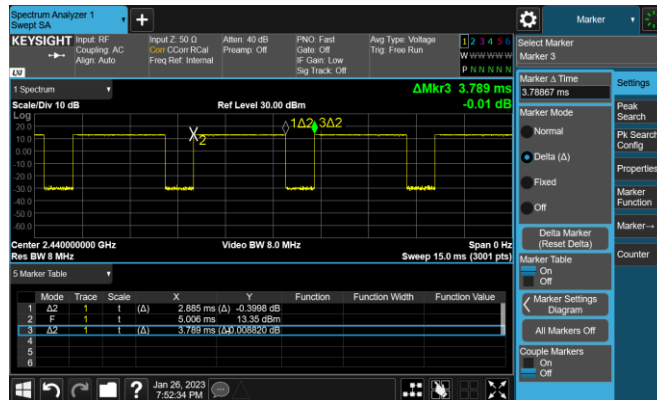 Spectrum Analyzer 1
Swept SA
+
Marker
KEYSIGHT
Input: RF
Coupling: AC
Align: Auto
Input Z: 50 Ω
Corr CCorr RCal
Freq Ref: Internal
Atten: 40 dB
Preamp: Off
PNO: Fast
Gate: Off
IF Gain: Low
Sig Track: Off
Avg Type: Voltage
Trig: Free Run
1 2 3 4 5 6
W W W W W W
P N N N N N
LXI
1 Spectrum
Scale/Div 10 dB
Ref Level 30.00 dBm
ΔMkr3 3.789 ms
-0.01 dB
Log
20.0
10.0
0.00
-10.0
-20.0
-30.0
-40.0
-50.0
-60.0
X2
1Δ2
3Δ2
Center 2.440000000 GHz
Res BW 8 MHz
Video BW 8.0 MHz
Span 0 Hz
Sweep 15.0 ms (3001 pts)
5 Marker Table
Mode Trace Scale X Y Function Function Width Function Value
1 Δ2 1 t (Δ) 2.885 ms (Δ) -0.3998 dB
2 F 1 t 5.006 ms 13.35 dBm
3 Δ2 1 t (Δ) 3.789 ms (Δ)-0.008820 dB
4
5
6
Select Marker
Marker 3
Marker Δ Time
3.78867 ms
Marker Mode
Normal
Delta (Δ)
Fixed
Off
Delta Marker
(Reset Delta)
Marker Table
On
Off
Marker Settings
Diagram
All Markers Off
Couple Markers
On
Off
Settings
Peak
Search
Pk Search
Config
Properties
Marker
Function
Marker→
Counter
?
Jan 26, 2023
7:52:34 PM